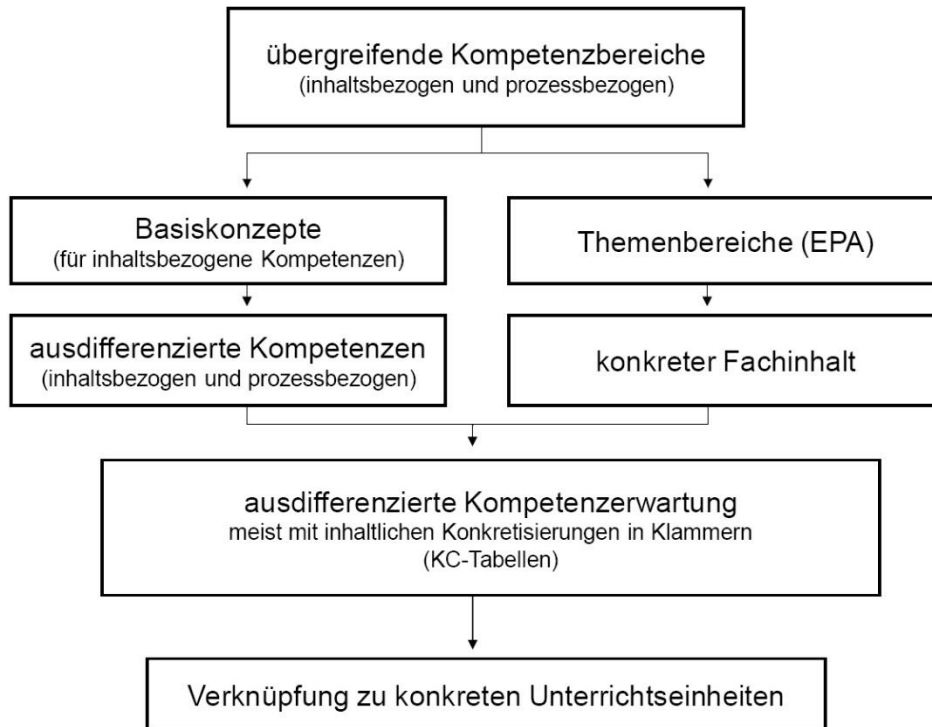 übergreifende Kompetenzbereiche
(inhaltsbezogen und prozessbezogen)
Basiskonzepte
(für inhaltsbezogene Kompetenzen)
Themenbereiche (EPA)
ausdifferenzierte Kompetenzen
(inhaltsbezogen und prozessbezogen)
konkreter Fachinhalt
ausdifferenzierte Kompetenzerwartung
meist mit inhaltlichen Konkretisierungen in Klammern
(KC-Tabellen)
Verknüpfung zu konkreten Unterrichtseinheiten